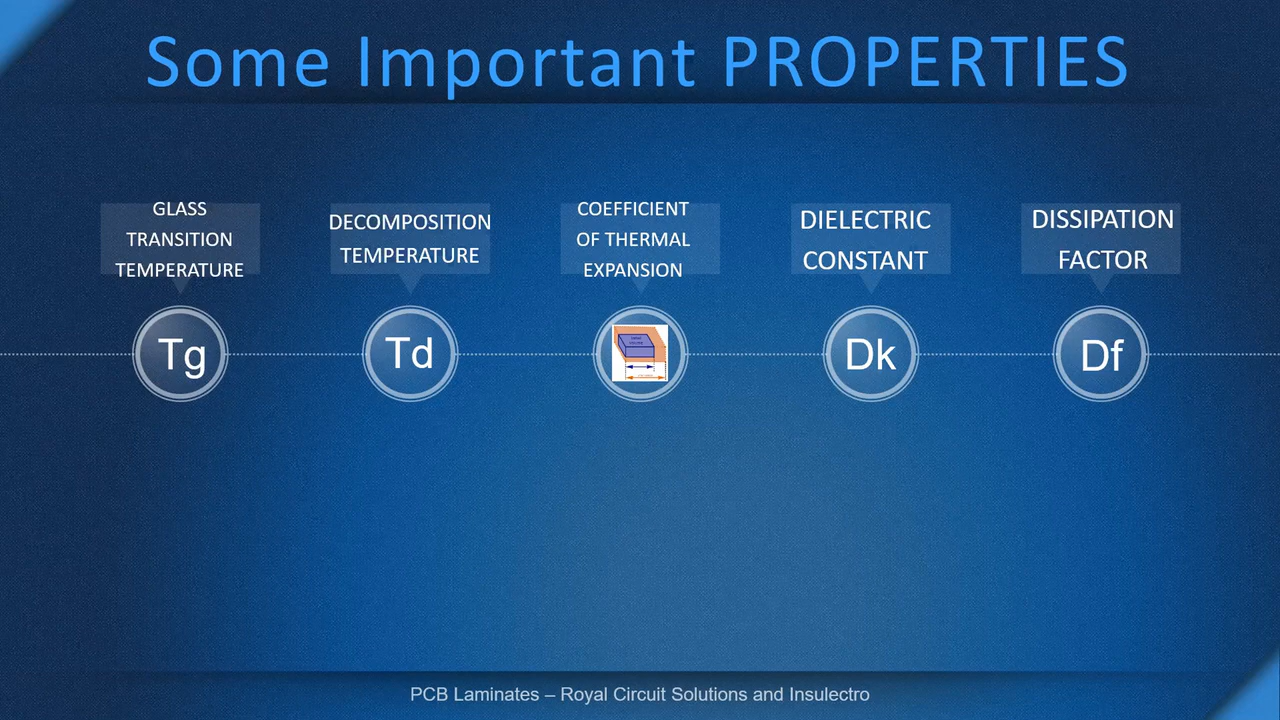 Some Important PROPERTIES
GLASS
TRANSITION
TEMPERATURE
DECOMPOSITION
TEMPERATURE
COEFFICIENT
OF THERMAL
EXPANSION
DIELECTRIC
CONSTANT
DISSIPATION
FACTOR
Tg
Td
Dk
Df
PCB Laminates – Royal Circuit Solutions and Insulectro